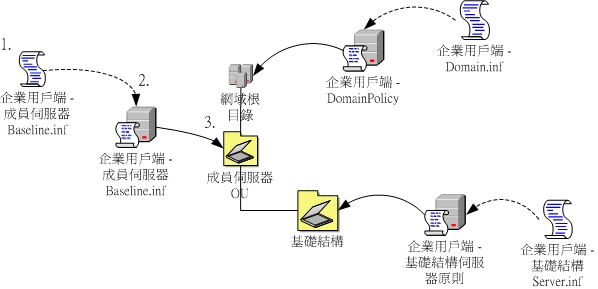 1.
企業用戶端 -
成員伺服器
Baseline.inf
2.
企業用戶端 -
成員伺服器
Baseline.inf
3.
網域根
目錄
企業用戶端 -
DomainPolicy
企業用戶端 -
Domain.inf
成員伺服器
OU
基礎結構
企業用戶端 -
基礎結構伺服
器原則
企業用戶端 -
基礎結構
Server.inf